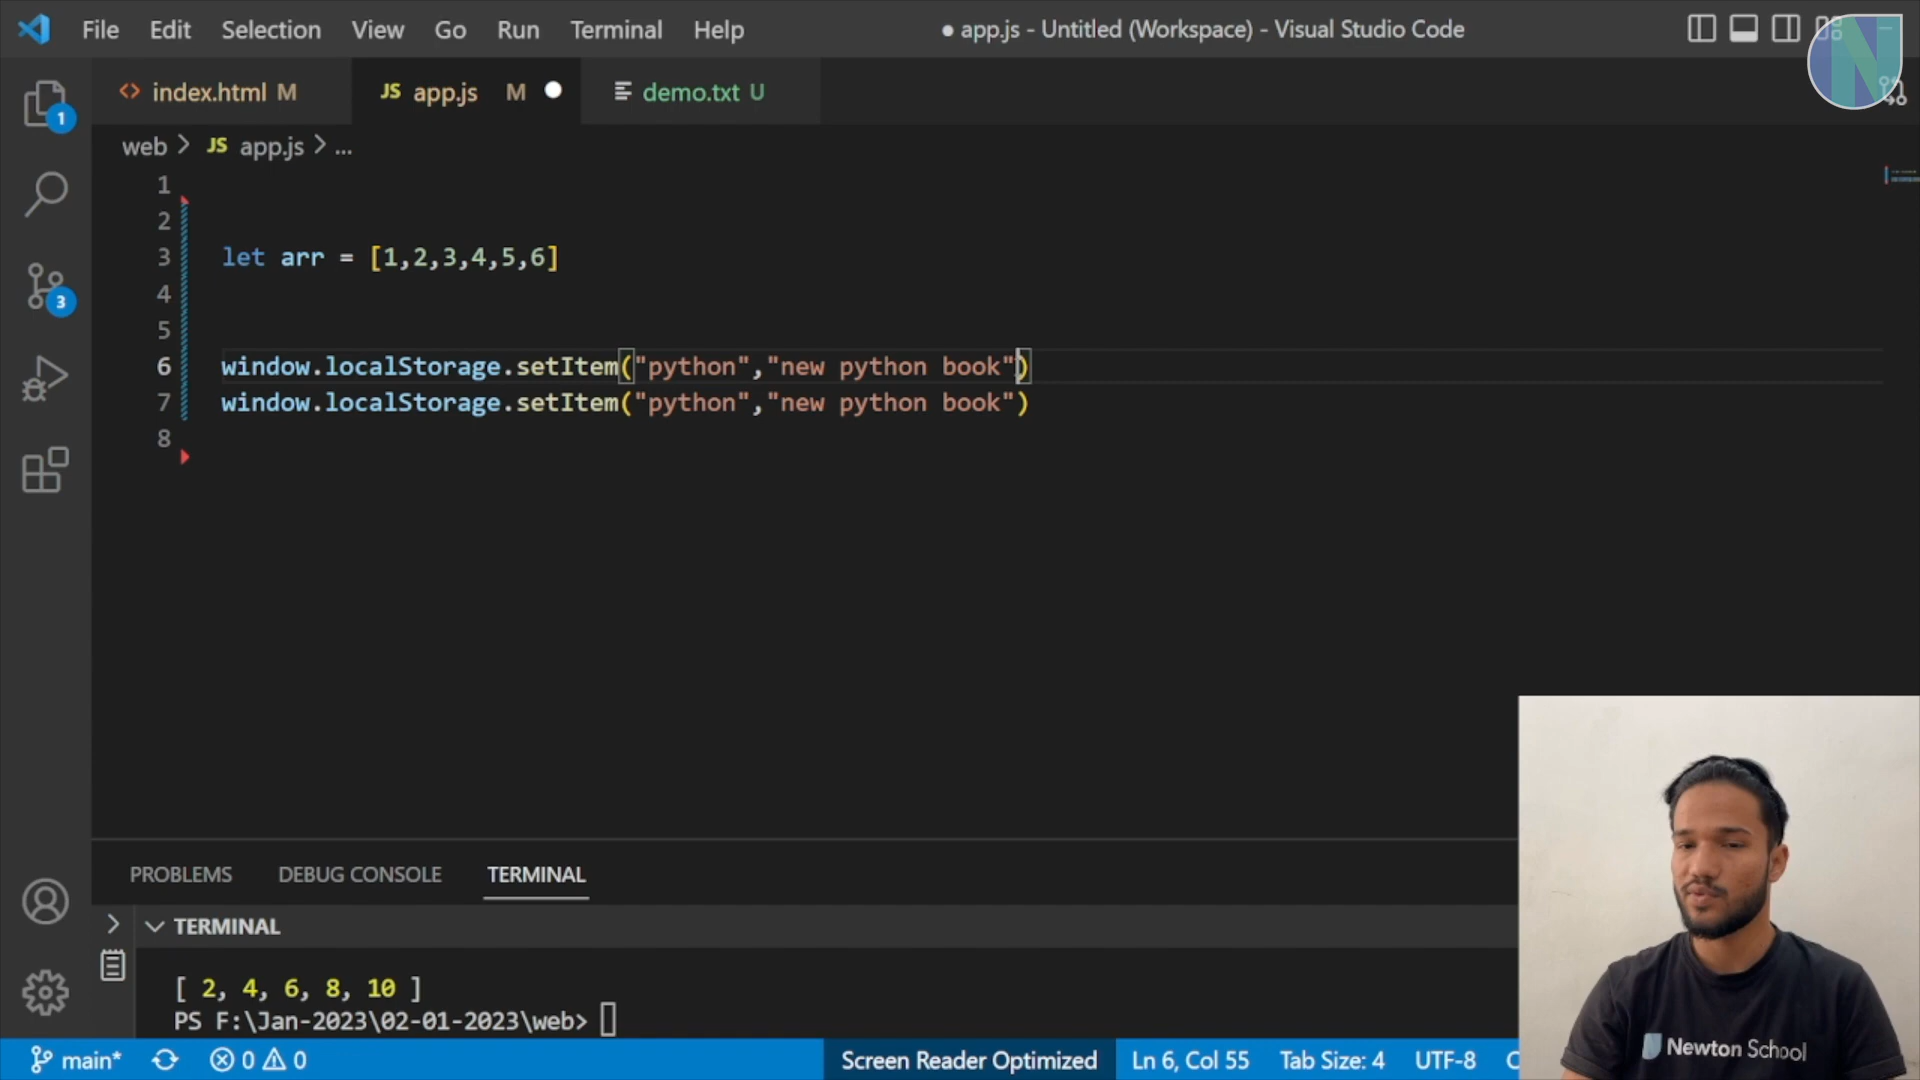 File Edit Selection View Go Run Terminal Help ● app.js - Untitled (Workspace) - Visual Studio Code
index.html M JS app.js M demo.txt U
web > JS app.js > ...
1
2
3 let arr = [1,2,3,4,5,6]
4
5
6 window.localStorage.setItem("python","new python book")
7 window.localStorage.setItem("python","new python book")
8
1
3
PROBLEMS DEBUG CONSOLE TERMINAL
TERMINAL
[ 2, 4, 6, 8, 10 ]
PS F:\Jan-2023\02-01-2023\web>
main* 0 0 Screen Reader Optimized Ln 6, Col 55 Tab Size: 4 UTF-8
Newton School
N